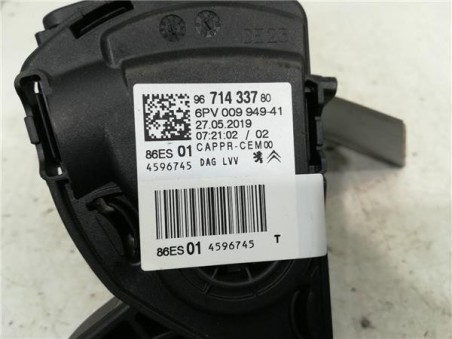 DE23
96 714 337 80
6PV 009 949-41
27.05.2019
07:21:02 / 02
86ES 01 CAPPR-CEM00
4596745 DAG LVV
86ES 01 4596745 T